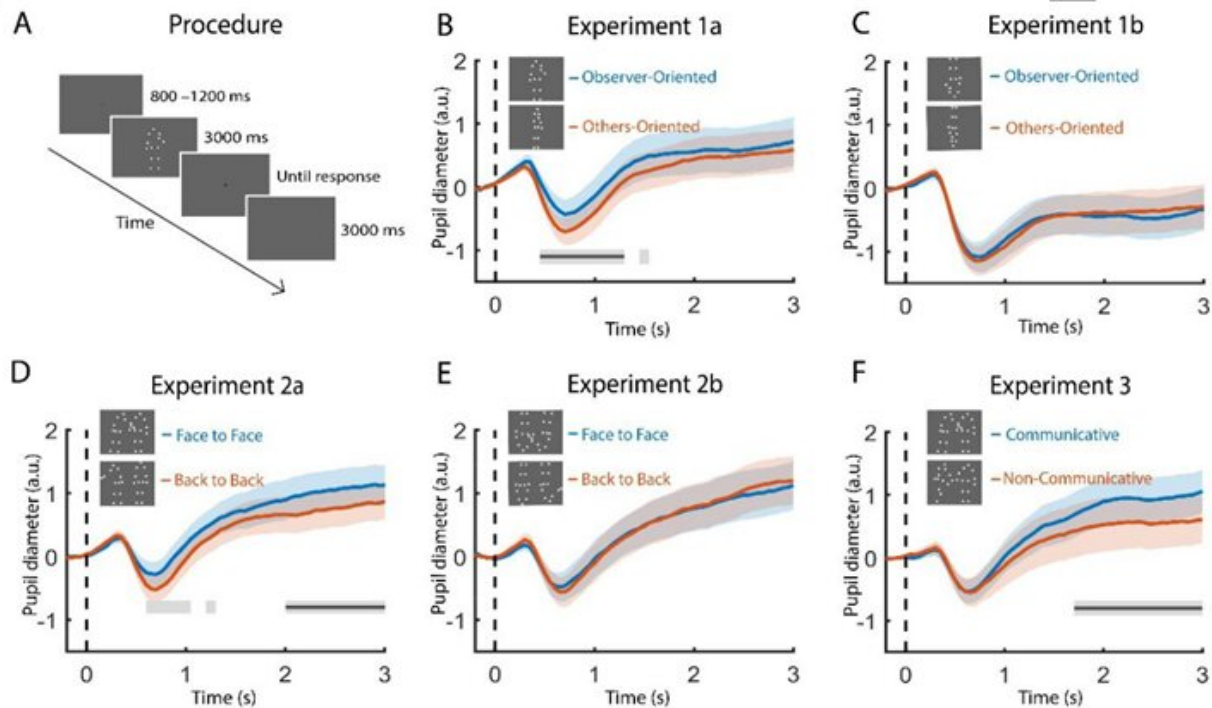 A
Procedure
800 –1200 ms
3000 ms
Until response
3000 ms
Time
B
Experiment 1a
Observer-Oriented
Others-Oriented
Pupil diameter (a.u.)
2
1
0
-1
0
1
2
3
Time (s)
C
Experiment 1b
Observer-Oriented
Others-Oriented
Pupil diameter (a.u.)
2
1
0
-1
0
1
2
3
Time (s)
D
Experiment 2a
Face to Face
Back to Back
Pupil diameter (a.u.)
2
1
0
-1
0
1
2
3
Time (s)
E
Experiment 2b
Face to Face
Back to Back
Pupil diameter (a.u.)
2
1
0
-1
0
1
2
3
Time (s)
F
Experiment 3
Communicative
Non-Communicative
Pupil diameter (a.u.)
2
1
0
-1
0
1
2
3
Time (s)